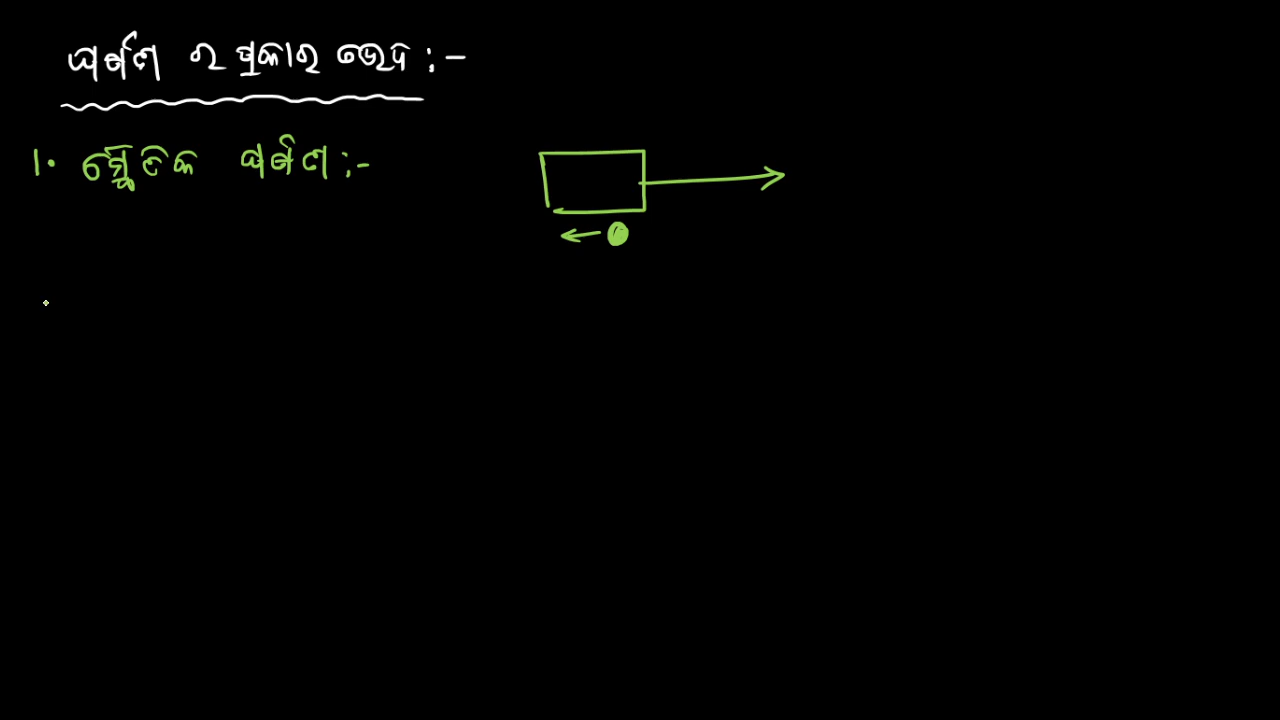 ଘର୍ଷଣ ର ପ୍ରକାର ଭେଦ :-
1. ସ୍ଥୈତିକ ଘର୍ଷଣ :-